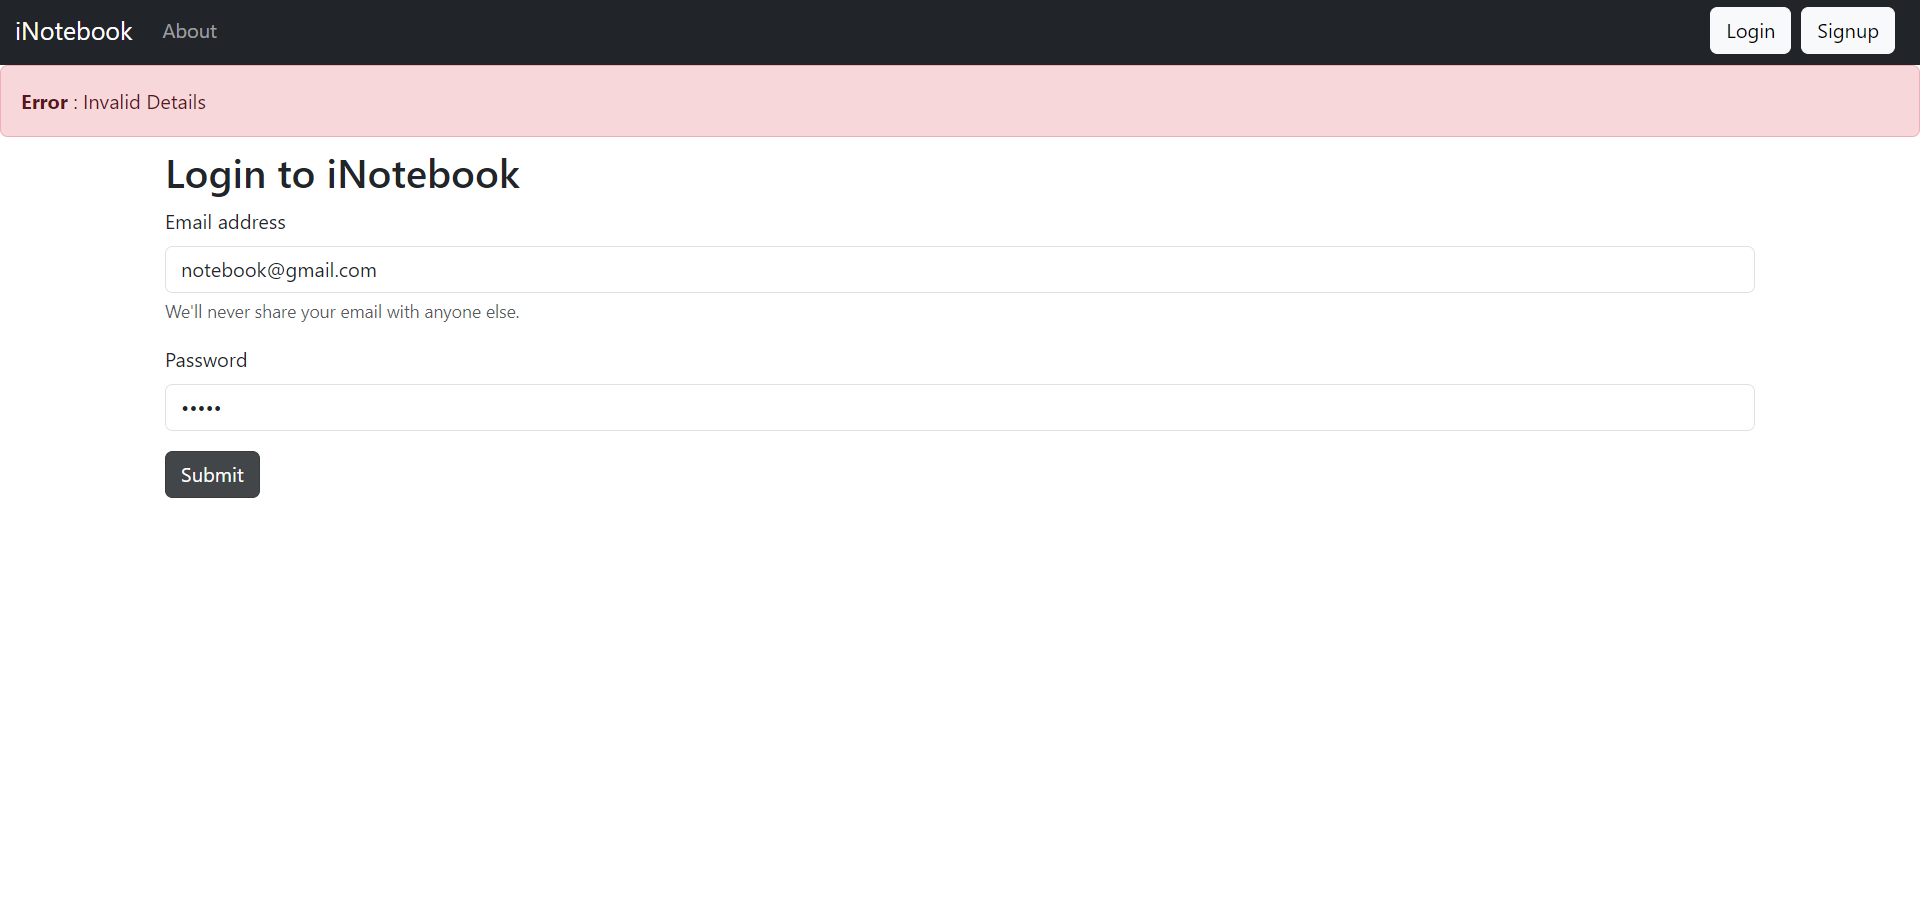 iNotebook About Login Signup
Error : Invalid Details
Login to iNotebook
Email address
notebook@gmail.com
We'll never share your email with anyone else.
Password
•••••
Submit